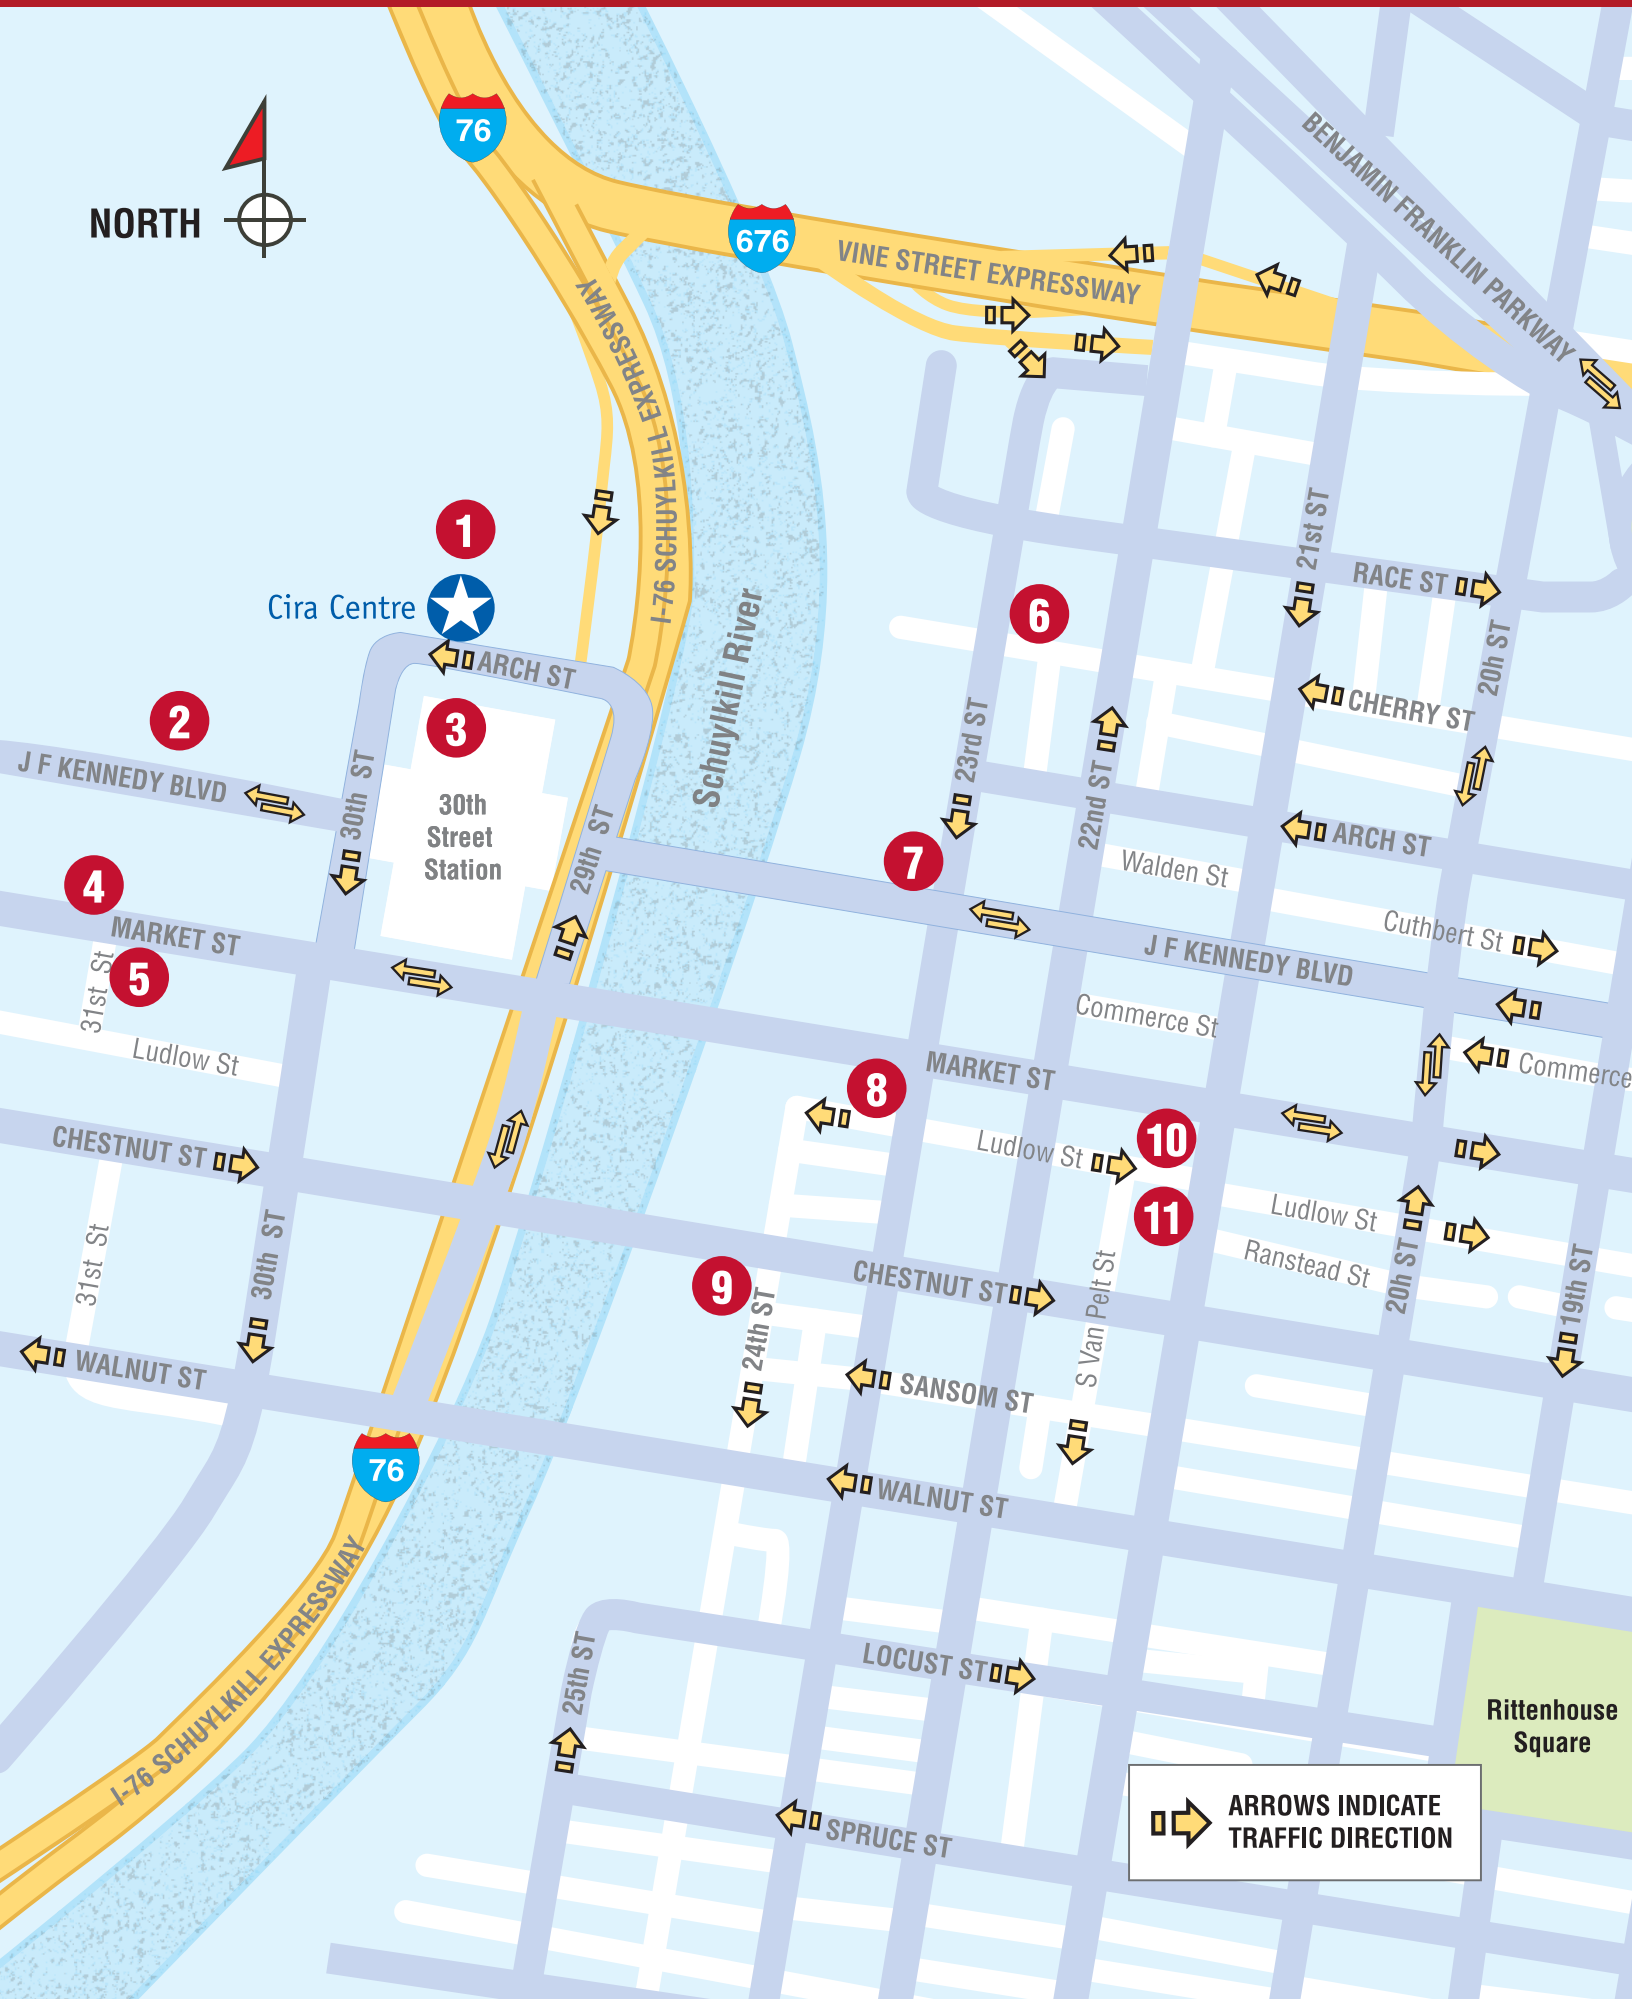 76
NORTH
676
VINE STREET EXPRESSWAY
BENJAMIN FRANKLIN PARKWAY
I-76 SCHUYLKILL EXPRESSWAY
1
Cira Centre
ARCH ST
21st ST
RACE ST
6
20h ST
CHERRY ST
2
3
J F KENNEDY BLVD
30th ST
30th
Street
Station
29th ST
Schuylkill River
23rd ST
22nd ST
ARCH ST
7
Walden St
4
MARKET ST
Cuthbert St
J F KENNEDY BLVD
31st St
5
Ludlow St
Commerce St
MARKET ST
Commerce
8
CHESTNUT ST
Ludlow St
10
11
Ludlow St
Ranstead St
31st St
30th ST
9
24th ST
CHESTNUT ST
S Van Pelt St
20h ST
19th ST
WALNUT ST
SANSOM ST
76
WALNUT ST
I-76 SCHUYLKILL EXPRESSWAY
25th ST
LOCUST ST
Rittenhouse
Square
SPRUCE ST
ARROWS INDICATE
TRAFFIC DIRECTION